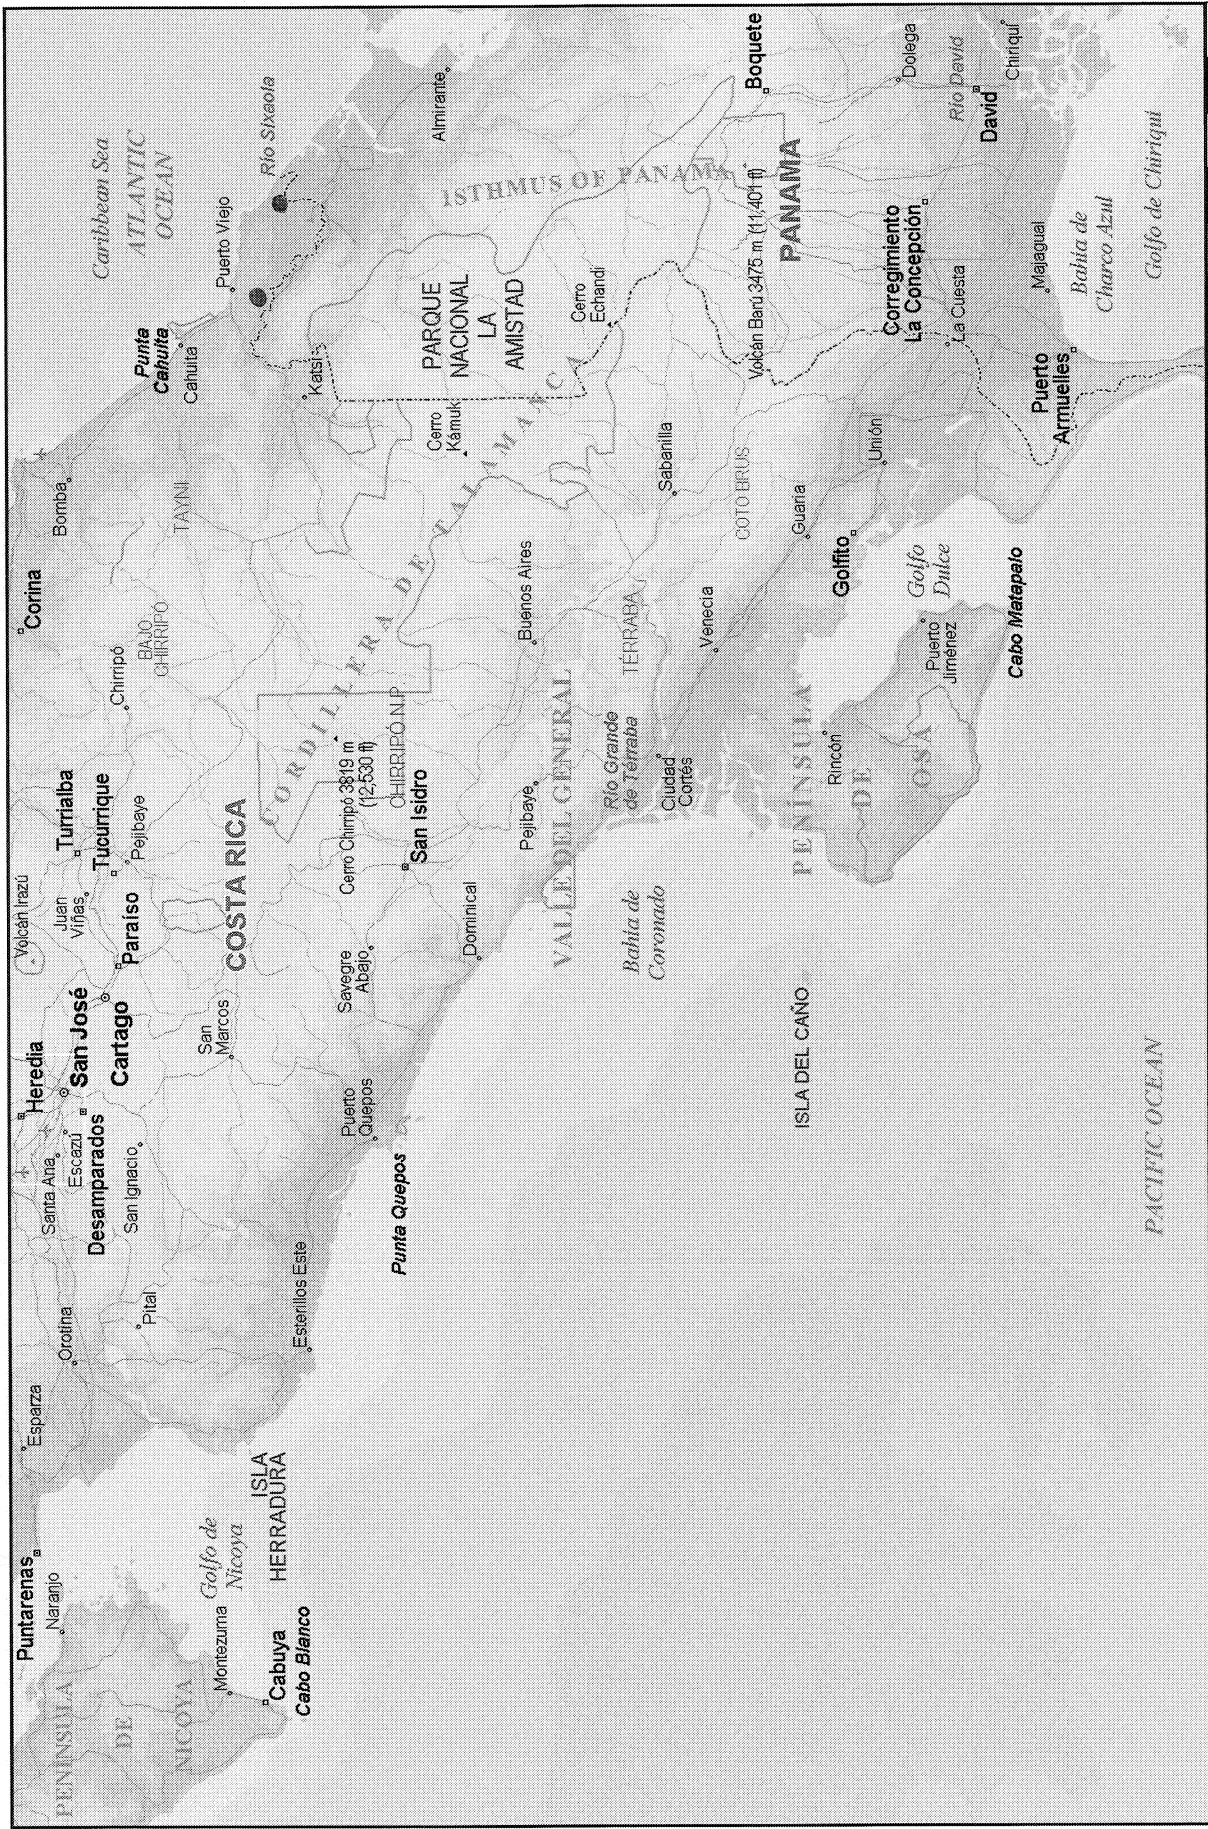 Puntarenas
Naranjo
Esparza
Orotina
Pital
Santa Ana
Escazú
Desamparados
San Ignacio
Heredia
San José
Cartago
Volcán Irazú
Juan
Viñas
Paraíso
Turrialba
Tucurrique
Pejibaye
Chirripó
BAJO
CHIRRIPÓ
Corina
Bomba
TAYNI
Punta
Cahuita
Cahuita
Puerto Viejo
Caribbean Sea
ATLANTIC
OCEAN
Río Sixaola
PENÍNSULA
DE
NICOYA
Montezuma
Cabuya
Cabo Blanco
Golfo de
Nicoya
ISLA
HERRADURA
Esterillos Este
San
Marcos
COSTA RICA
Puerto
Quepos
Punta Quepos
Savegre
Abajo
Cerro Chirripó 3819 m
(12,530 ft)
CHIRRIPÓ N.P.
San Isidro
CORDILLERA DE TALAMANCA
Katsi
Cerro
Kámuk
PARQUE
NACIONAL
LA
AMISTAD
Almirante
ISTHMUS OF PANAMA
Dominical
Pejibaye
VALLE DEL GENERAL
Buenos Aires
Cerro
Echandi
Bahía de
Coronado
Río Grande
de Térraba
TÉRRABA
Ciudad
Cortés
Sabanilla
Venecia
COTO BRUS
Volcán Barú 3475 m (11,401 ft)
PANAMA
Boquete
ISLA DEL CAÑO
PENÍNSULA
DE
OSA
Rincón
Guaria
Golfito
Unión
Golfo
Dulce
Puerto
Jiménez
Cabo Matapalo
Corregimiento
La Concepción
La Cuesta
Dolega
Río David
David
Chiriquí
Puerto
Armuelles
Majagual
Bahía de
Charco Azul
Golfo de Chiriquí
PACIFIC OCEAN